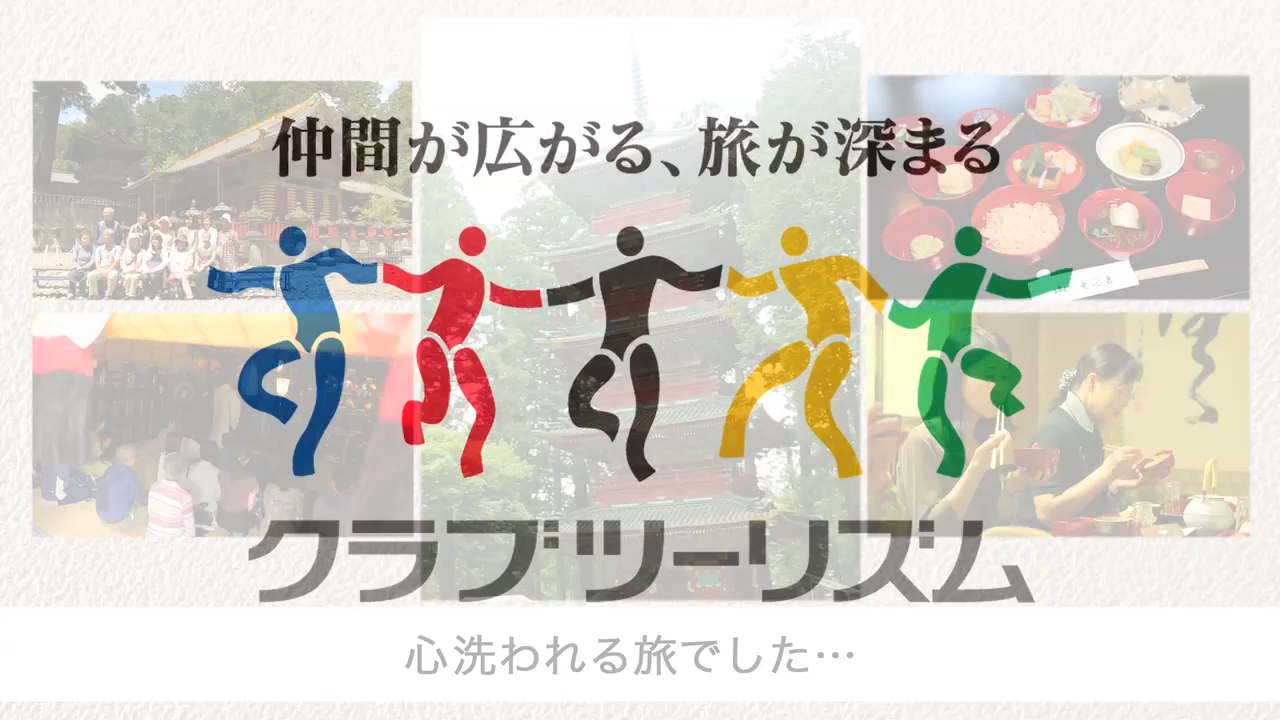 仲間が広がる、旅が深まる
クラブツーリズム
心洗われる旅でした…